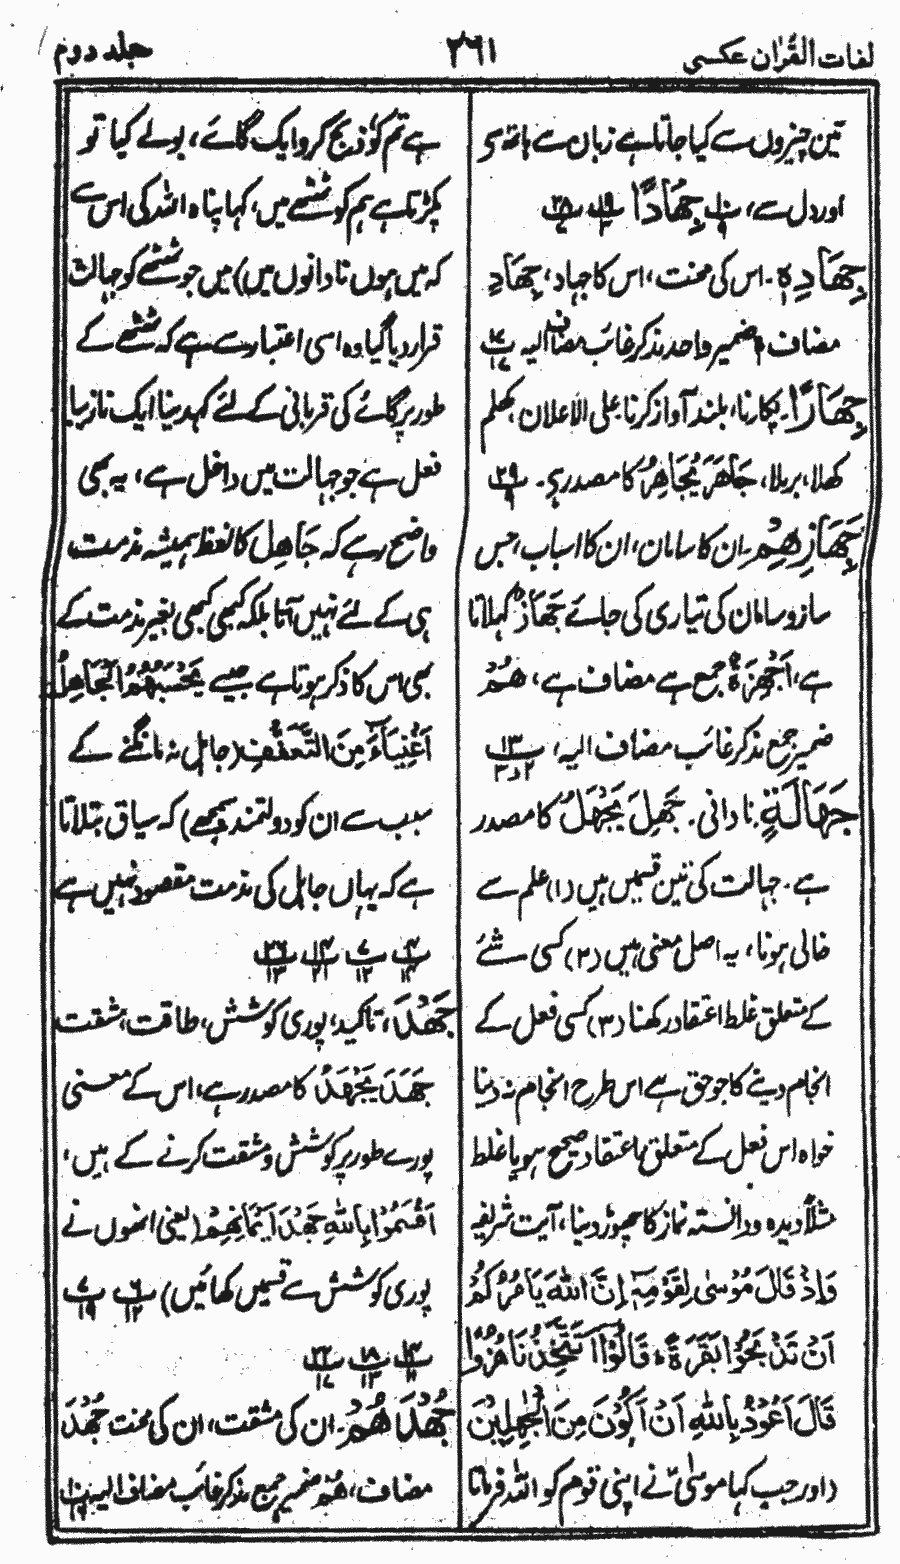 لغات القرآن عکسی
۲۶۱
جلد دوم
تین چیزوں سے کیا جاتا ہے زبان سے ہاتھ سے
اور دل سے، جِھَادًا
جِھَادِہٖ۔ اس کی محنت، اس کا جہاد، جِھَادِ
مضاف ہ ضمیر واحد مذکر غائب مضاف الیہ ۱۷
جِھَارًا۔ پکارنا، بلند آواز کرنا علی الاعلان، کھلم
کھلا، برملا، جَاھَرَ یُجَاھِرُ کا مصدر ہے۔ ۲۹
جَھَازِھِمْ۔ ان کا سامان، ان کا اسباب، جس
ساز و سامان کی تیاری کی جائے جَھَازٌ کہلاتا
ہے، اَجْھِزَةٌ جمع ہے مضاف ہے، ھُمْ
ضمیر جمع مذکر غائب مضاف الیہ، ۱۳
جَھَالَةٍ۔ نادانی۔ جَھِلَ یَجْھَلُ کا مصدر
ہے۔ جہالت کی تین قسمیں ہیں (۱) علم سے
خالی ہونا، یہ اصل معنی ہیں (۲) کسی شئے
کے متعلق غلط اعتقاد رکھنا (۳) کسی فعل کے
انجام دینے کا جو حق ہے اس طرح انجام نہ دینا
خواہ اس فعل کے متعلق اعتقاد صحیح ہو یا غلط
مثلاً دیدہ و دانستہ نماز کا چھوڑ دینا، آیت شریفہ
وَاِذْ قَالَ مُوْسٰی لِقَوْمِهٖٓ اِنَّ اللّٰهَ يَاْمُرُكُمْ
اَنْ تَذْبَحُوْا بَقَرَةً ۚ قَالُوْٓا اَتَتَّخِذُنَا هُزُوًا
قَالَ اَعُوْذُ بِاللّٰهِ اَنْ اَكُوْنَ مِنَ الْجٰهِلِيْنَ
(اور جب کہا موسیٰؑ نے اپنی قوم کو اللہ فرماتا
ہے تم کو، ذبح کرو ایک گائے، بولے کیا تو
پکڑتا ہے ہم کو ٹھٹھے میں، کہا پناہ اللہ کی اس سے
کہ میں ہوں نادانوں میں) میں جو ٹھٹھے کو جہالت
قرار دیا گیا وہ اسی اعتبار سے ہے کہ ٹھٹھے کے
طور پر گائے کی قربانی کے لئے کہہ دینا ایک نازیبا
فعل ہے جو جہالت میں داخل ہے، یہ بھی
واضح رہے کہ جَاھِل کا لفظ ہمیشہ مذمت
ہی کے لئے نہیں آتا بلکہ کبھی کبھی بغیر مذمت کے
بھی اس کا ذکر ہوتا ہے جیسے يَحْسَبُهُمُ الْجَاهِلُ
اَغْنِيَآءَ مِنَ التَّعَفُّفِ (جاہل نہ مانگنے کے
سبب سے ان کو دولتمند سمجھے) کہ سیاق بتلاتا
ہے کہ یہاں جاہل کی مذمت مقصود نہیں ہے
جَھْدَ، تاکید، پوری کوشش، طاقت، مشقت
جَھَدَ یَجْھَدُ کا مصدر ہے، اس کے معنی
پورے طور پر کوشش و مشقت کرنے کے ہیں،
اَقْسَمُوْا بِاللّٰهِ جَهْدَ اَيْمَانِهِمْ (یعنی انھوں نے
پوری کوشش سے قسمیں کھائیں)
جُھْدَھُمْ۔ ان کی مشقت، ان کی محنت جُھْدَ
مضاف، ھُمْ ضمیر جمع مذکر غائب مضاف الیہ